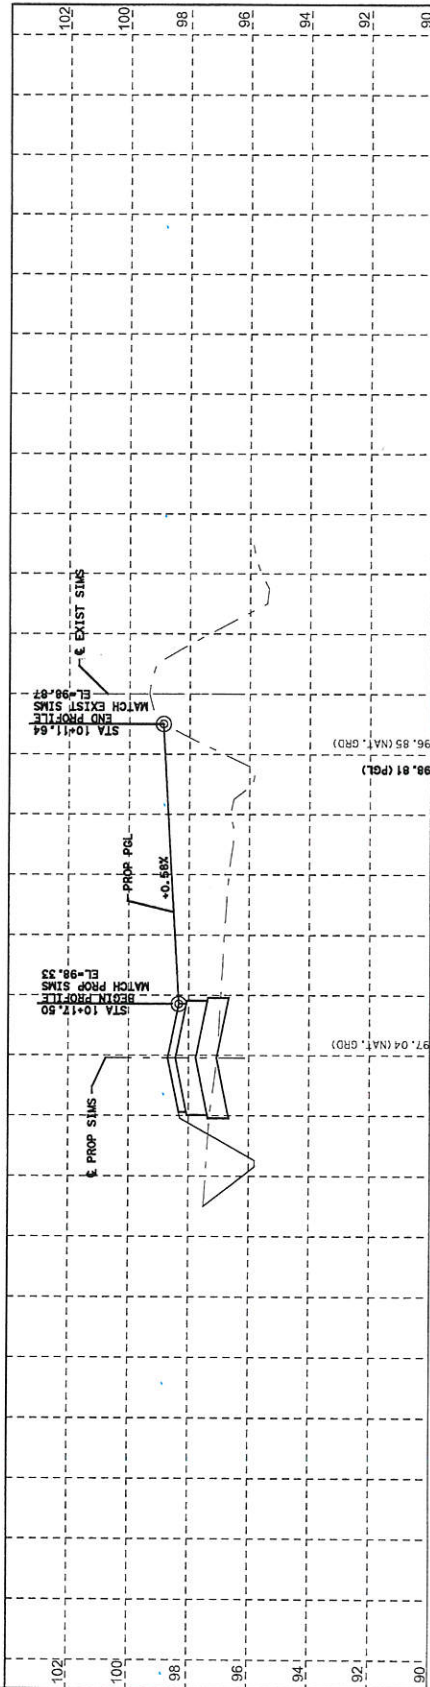 102
100
98
96
94
92
90
℄ PROP SIMS
STA 10+17.50
BEGIN PROFILE
MATCH PROP SIMS
EL=98.33
PROP PGL
+0.58%
STA 10+11.64
END PROFILE
MATCH EXIST SIMS
EL=98.87
℄ EXIST SIMS
97.04 (NAT. GRD)
98.81 (PGL)
96.85 (NAT. GRD)
102
100
98
96
94
92
90